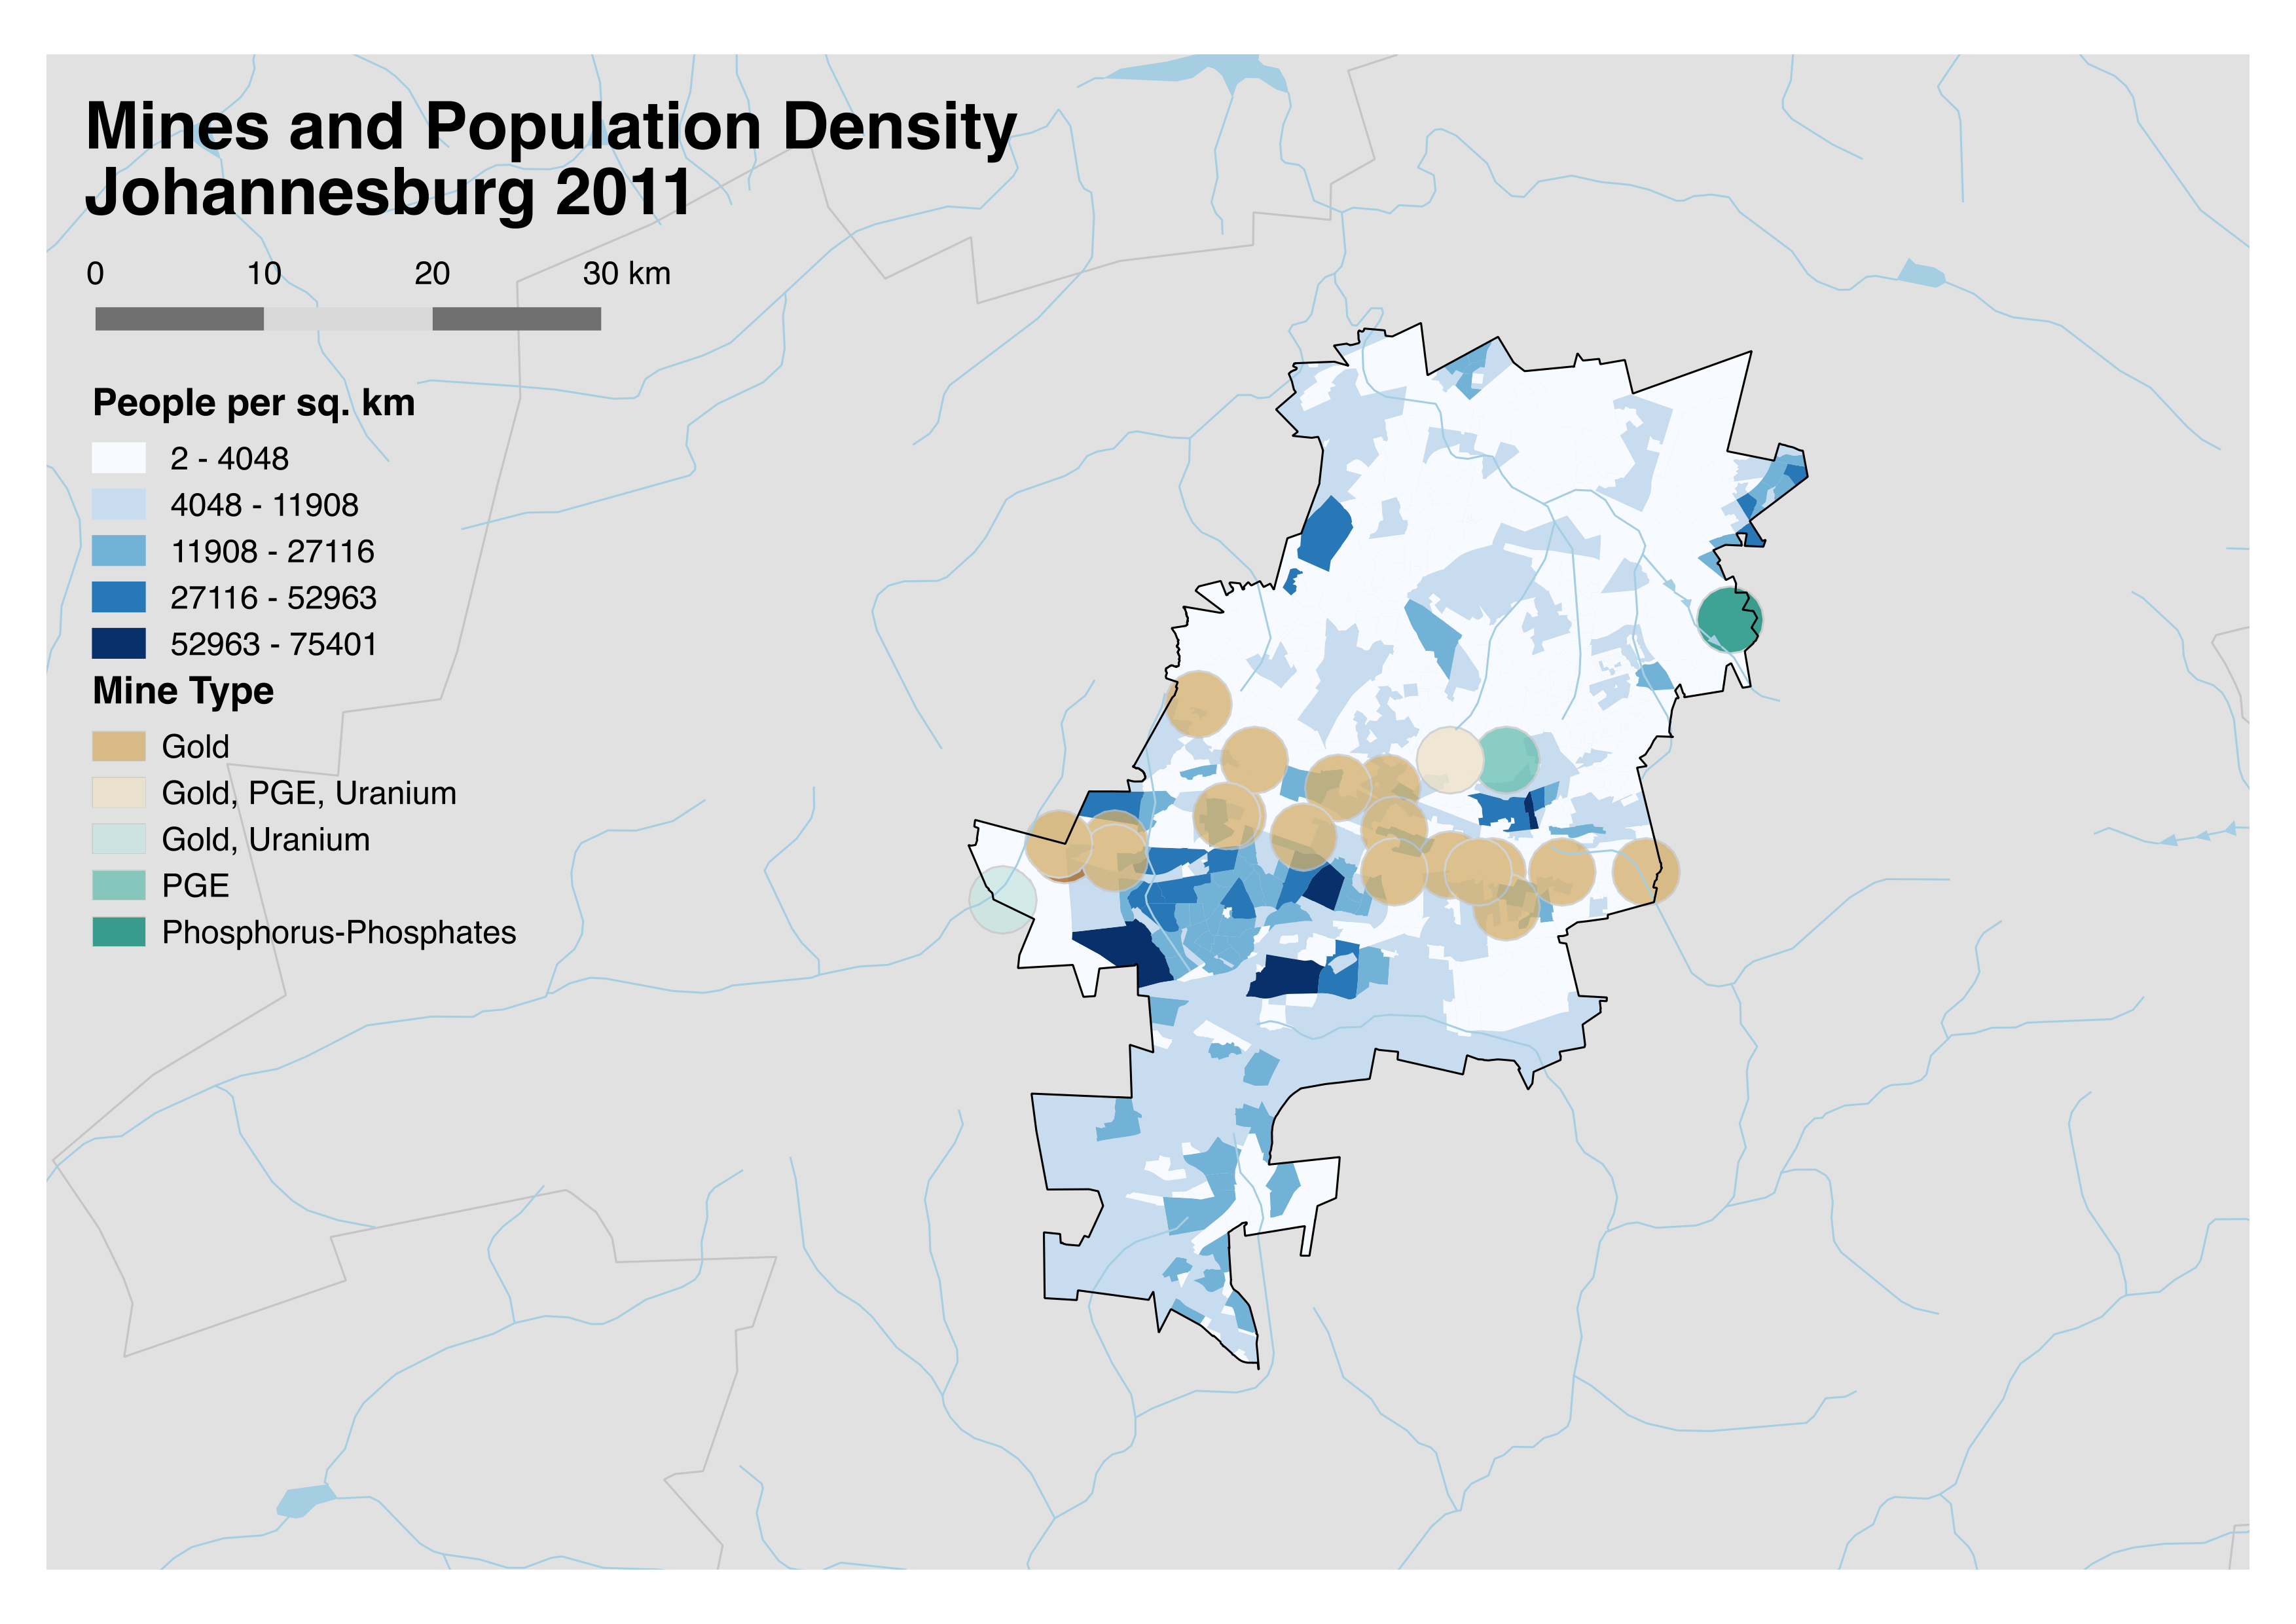 Mines and Population Density
Johannesburg 2011
0 10 20 30 km
People per sq. km
2 - 4048
4048 - 11908
11908 - 27116
27116 - 52963
52963 - 75401
Mine Type
Gold
Gold, PGE, Uranium
Gold, Uranium
PGE
Phosphorus-Phosphates